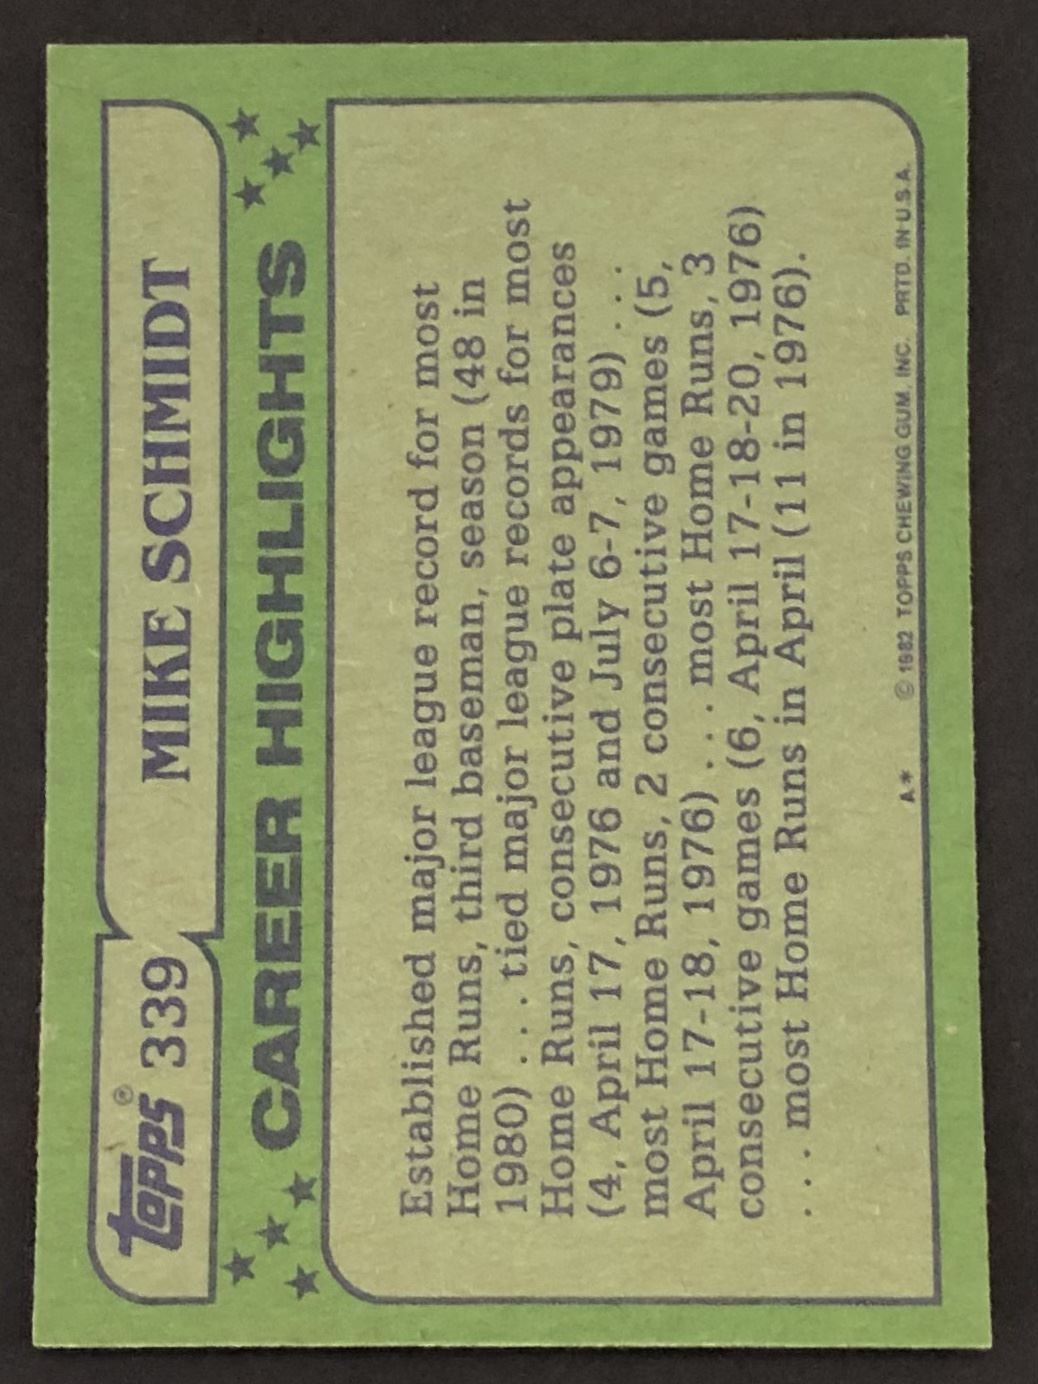 Topps® 339 MIKE SCHMIDT
CAREER HIGHLIGHTS
Established major league record for most
Home Runs, third baseman, season (48 in
1980) . . . tied major league records for most
Home Runs, consecutive plate appearances
(4, April 17, 1976 and July 6-7, 1979) . . .
most Home Runs, 2 consecutive games (5,
April 17-18, 1976) . . . most Home Runs, 3
consecutive games (6, April 17-18-20, 1976)
. . . most Home Runs in April (11 in 1976).
A* © 1982 TOPPS CHEWING GUM, INC. PRTD. IN U.S.A.